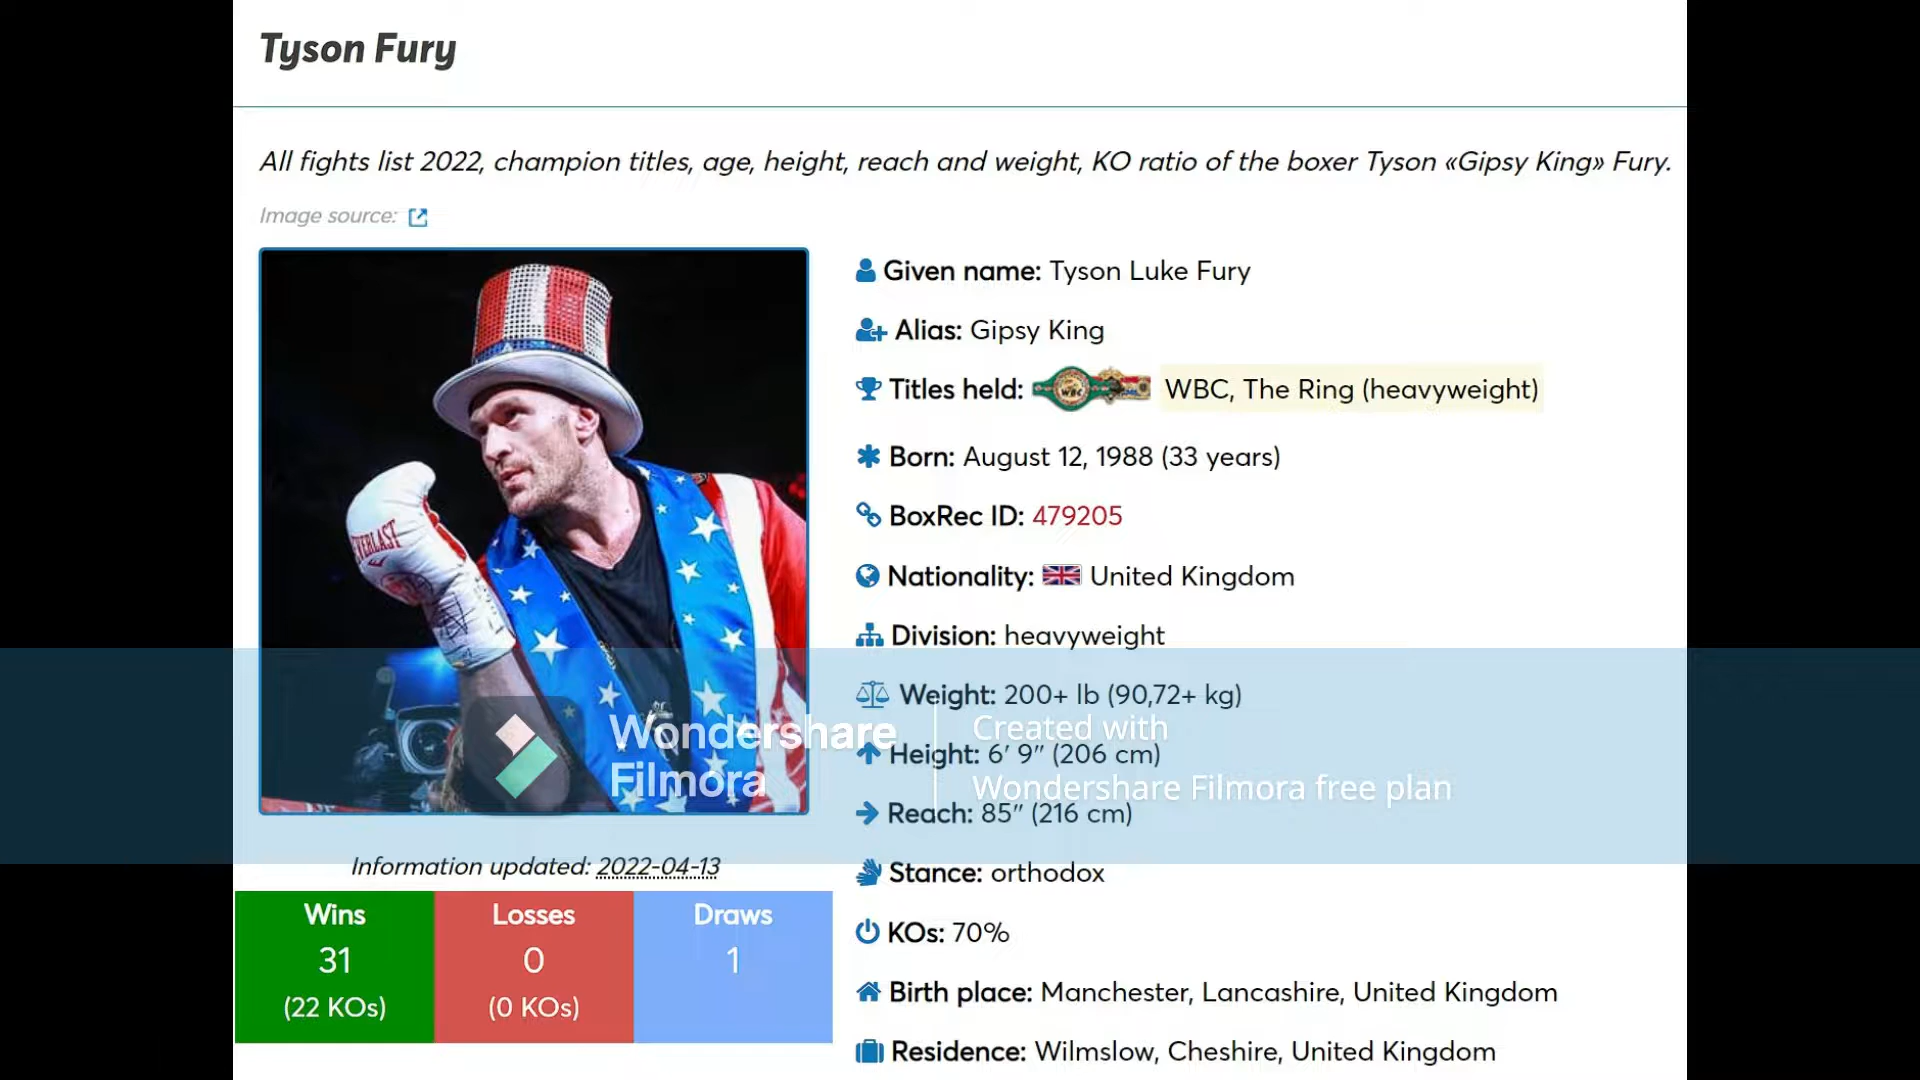 Tyson Fury
All fights list 2022, champion titles, age, height, reach and weight, KO ratio of the boxer Tyson «Gipsy King» Fury.
Image source:
EVERLAST
Given name: Tyson Luke Fury
Alias: Gipsy King
Titles held: WBC WBC, The Ring (heavyweight)
Born: August 12, 1988 (33 years)
BoxRec ID: 479205
Nationality: United Kingdom
Division: heavyweight
Weight: 200+ lb (90,72+ kg)
Height: 6′ 9″ (206 cm)
Reach: 85″ (216 cm)
Stance: orthodox
KOs: 70%
Birth place: Manchester, Lancashire, United Kingdom
Residence: Wilmslow, Cheshire, United Kingdom
Wondershare
Filmora
Created with
Wondershare Filmora free plan
Information updated: 2022-04-13
Wins
31
(22 KOs)
Losses
0
(0 KOs)
Draws
1